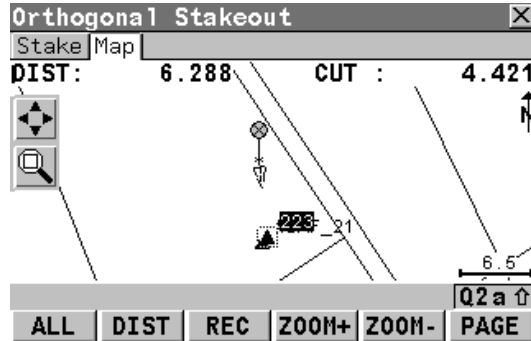 Orthogonal Stakeout
Stake Map
DIST: 6.288 CUT : 4.421
N
223 _21
6.5
Q2a
ALL DIST REC ZOOM+ ZOOM- PAGE